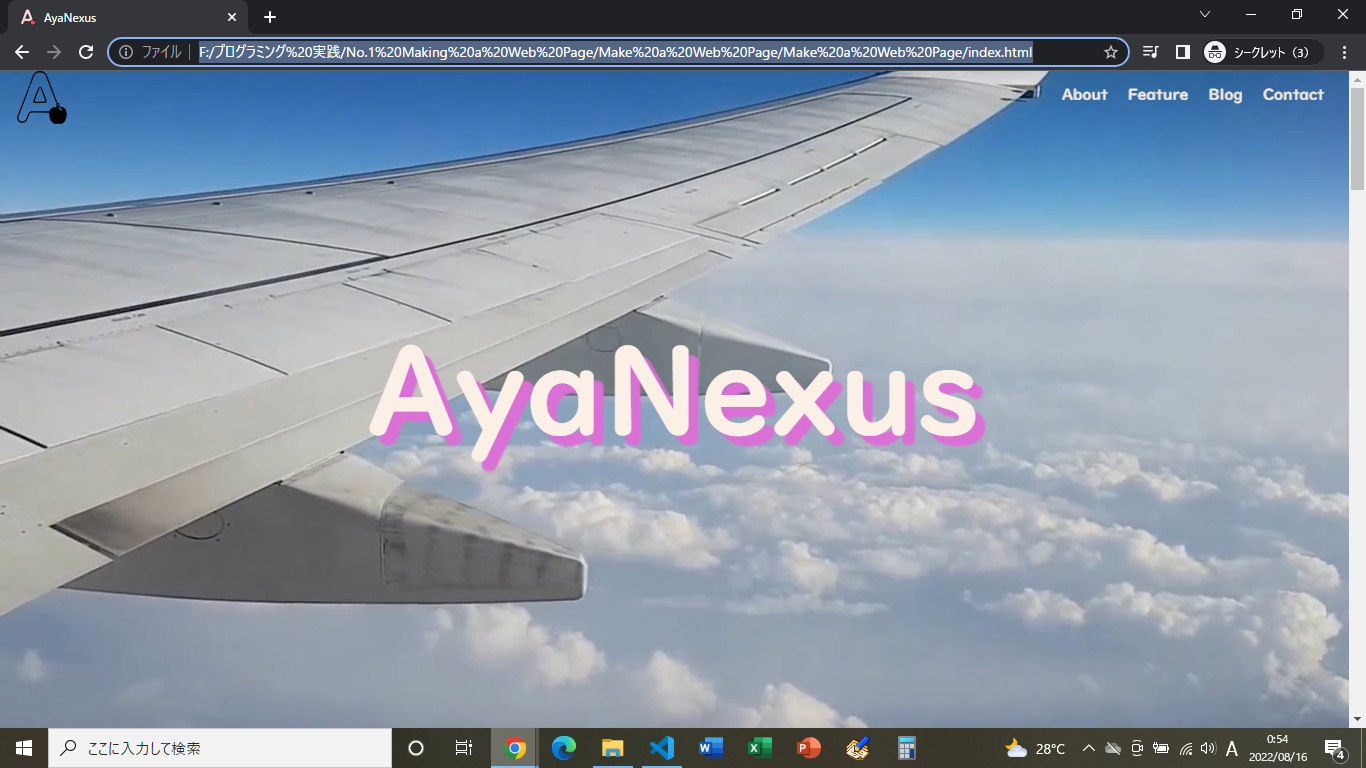 AyaNexus
ファイル
F:/プログラミング%20実践/No.1%20Making%20a%20Web%20Page/Make%20a%20Web%20Page/Make%20a%20Web%20Page/index.html
シークレット (3)
About Feature Blog Contact
AyaNexus
ここに入力して検索
28°C
A
0:54
2022/08/16
4